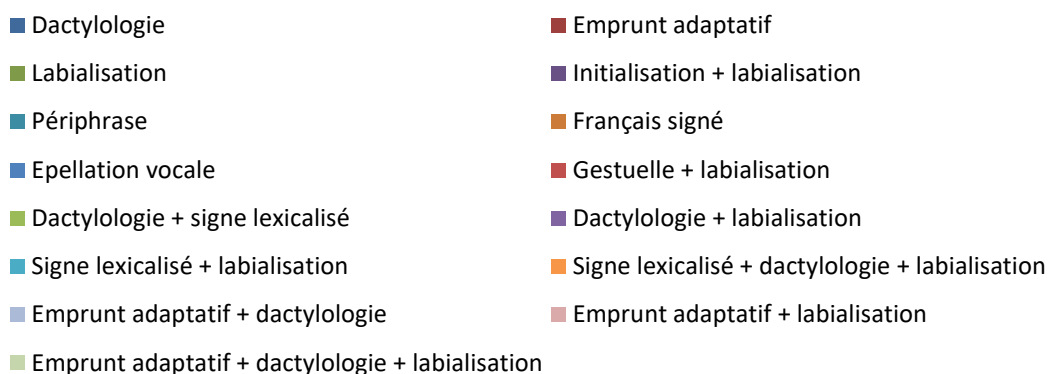 Dactylologie
Emprunt adaptatif
Labialisation
Initialisation + labialisation
Périphrase
Français signé
Epellation vocale
Gestuelle + labialisation
Dactylologie + signe lexicalisé
Dactylologie + labialisation
Signe lexicalisé + labialisation
Signe lexicalisé + dactylologie + labialisation
Emprunt adaptatif + dactylologie
Emprunt adaptatif + labialisation
Emprunt adaptatif + dactylologie + labialisation